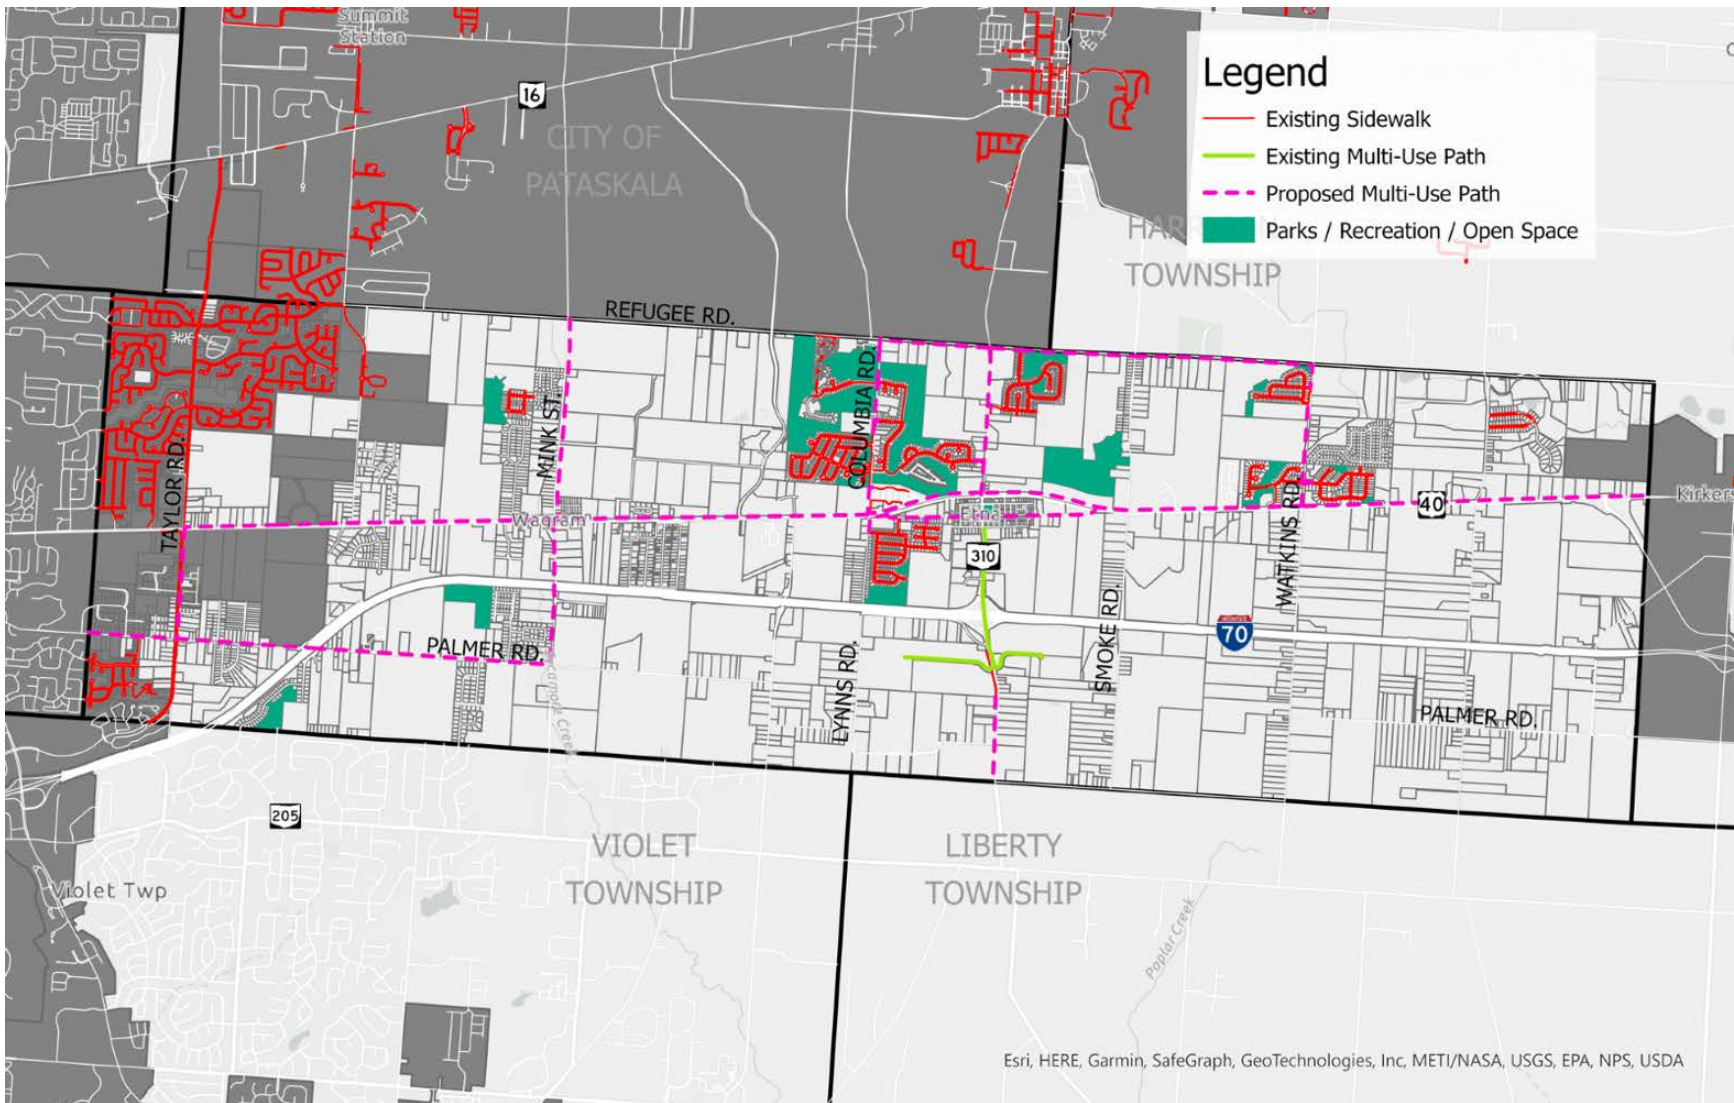 Summit
Station
16
CITY OF
PATASKALA
Legend
Existing Sidewalk
Existing Multi-Use Path
Proposed Multi-Use Path
Parks / Recreation / Open Space
TOWNSHIP
REFUGEE RD.
TAYLOR RD.
MINK ST.
COLUMBIA RD.
WATKINS RD.
Wagram
Etna
40
Kirkers
310
70
PALMER RD.
LYNNS RD.
SMOKE RD.
PALMER RD.
205
VIOLET
TOWNSHIP
LIBERTY
TOWNSHIP
Violet Twp
Poplar Creek
Esri, HERE, Garmin, SafeGraph, GeoTechnologies, Inc, METI/NASA, USGS, EPA, NPS, USDA